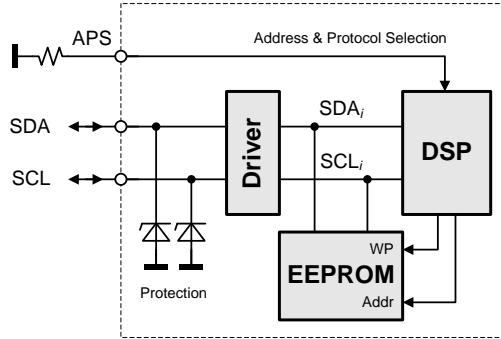 APS
Address & Protocol Selection
SDA
SDAi
Driver
DSP
SCL
SCLi
WP
EEPROM
Protection
Addr